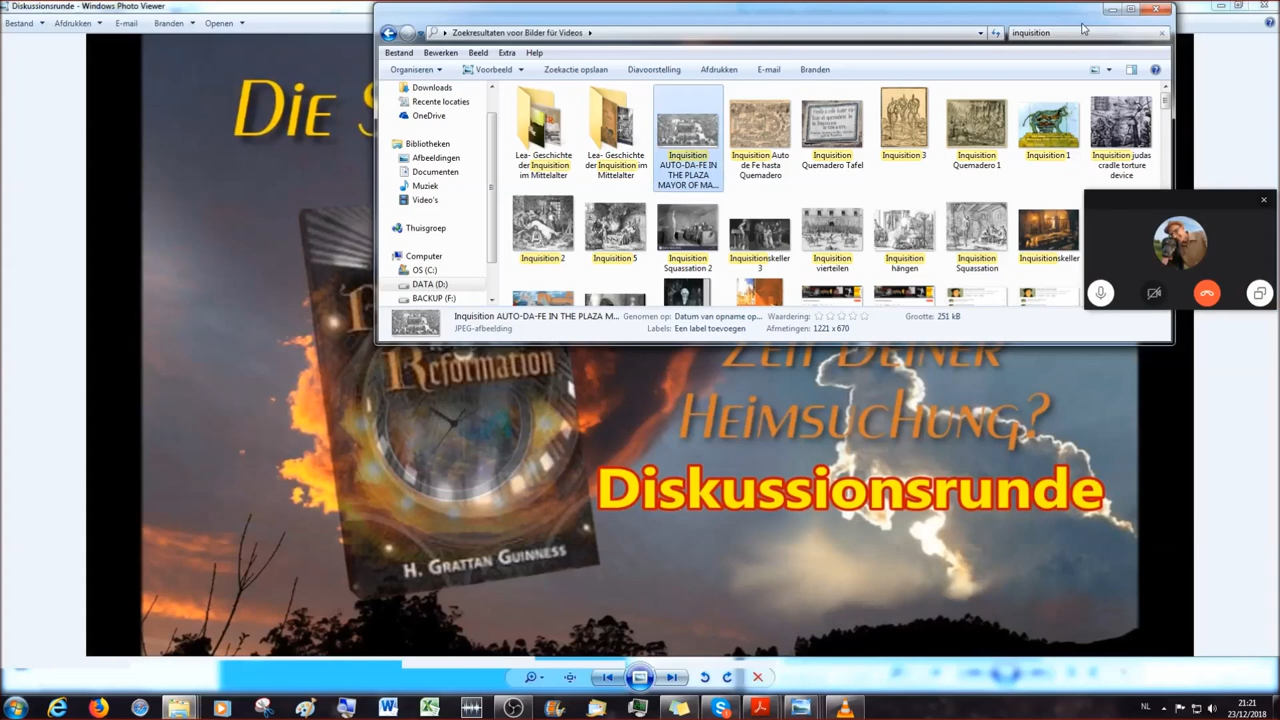 Diskussionsrunde - Windows Photo Viewer
Bestand Afdrukken E-mail Branden Openen
Zoekresultaten voor Bilder für Videos
inquisition
Bestand Bewerken Beeld Extra Help
Organiseren Voorbeeld Zoekactie opslaan Diavoorstelling Afdrukken E-mail Branden
Downloads
Recente locaties
OneDrive
Bibliotheken
Afbeeldingen
Documenten
Muziek
Video's
Thuisgroep
Computer
OS (C:)
DATA (D:)
BACKUP (F:)
Lea- Geschichte der Inquisition im Mittelalter
Lea- Geschichte der Inquisition im Mittelalter
Inquisition AUTO-DA-FE IN THE PLAZA MAYOR OF MA...
Inquisition Auto de Fe hasta Quemadero
Inquisition Quemadero Tafel
Inquisition 3
Inquisition Quemadero 1
Inquisition 1
Inquisition judas cradle torture device
Inquisition 2
Inquisition 5
Inquisition Squassation 2
Inquisitionskeller 3
Inquisition vierteilen
Inquisition hängen
Inquisition Squassation
Inquisitionskeller
Inquisition AUTO-DA-FE IN THE PLAZA M... Genomen op: Datum van opname op... Waardering: Grootte: 251 kB
JPEG-afbeelding Labels: Een label toevoegen Afmetingen: 1221 x 670
Die S
Reformation
H. Grattan Guinness
Zeit Deiner
Heimsuchung?
Diskussionsrunde
NL
21:21
23/12/2018